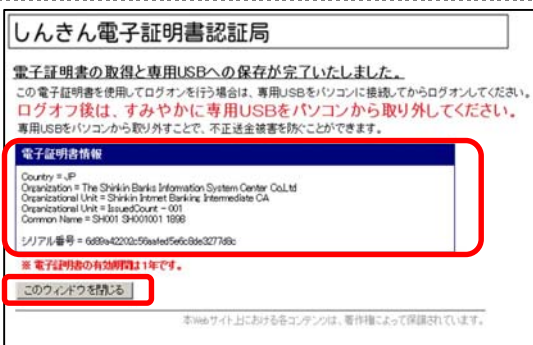 しんきん電子証明書認証局
電子証明書の取得と専用USBへの保存が完了いたしました。
この電子証明書を使用してログオンを行う場合は、専用USBをパソコンに接続してからログオンしてください。
ログオフ後は、すみやかに専用USBをパソコンから取り外してください。
専用USBをパソコンから取り外すことで、不正送金被害を防ぐことができます。
電子証明書情報
Country = JP
Organization = The Shinkin Banks Information System Center Co.,Ltd
Organizational Unit = Shinkin Intrnet Banking Intermediate CA
Organizational Unit = IssuedCount - 001
Common Name = SH001 SH001001 1898
シリアル番号 =
※ 電子証明書の有効期間は1年です。
このウィンドウを閉じる
本Webサイト上における各コンテンツは、著作権によって保護されています。